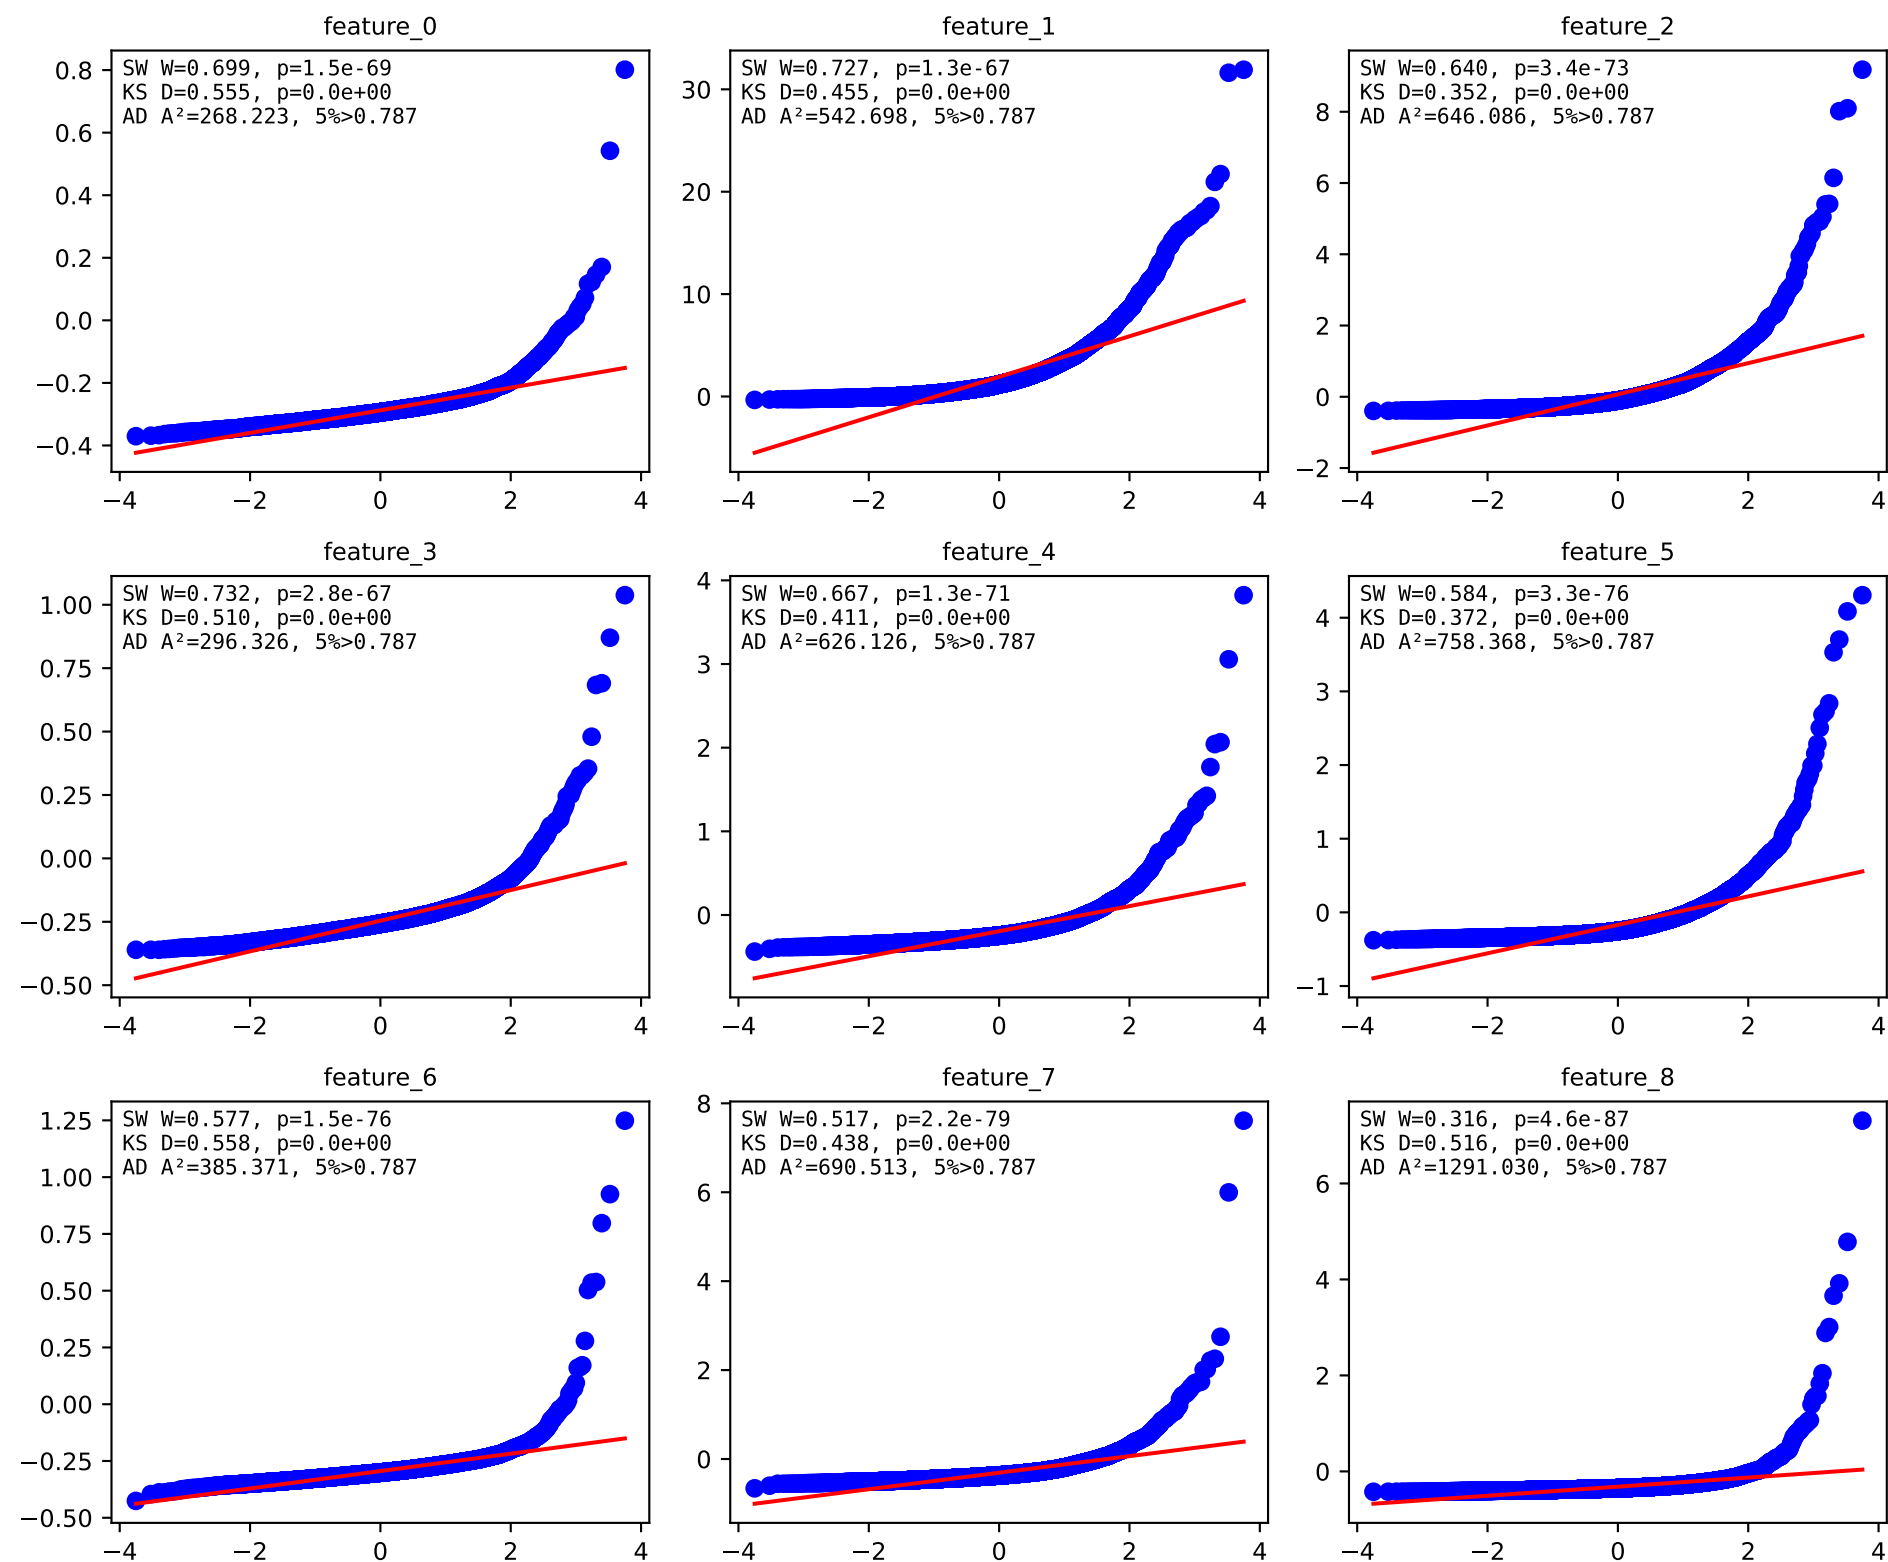 feature_0
SW W=0.699, p=1.5e-69
KS D=0.555, p=0.0e+00
AD A²=268.223, 5%>0.787
0.8
0.6
0.4
0.2
0.0
−0.2
−0.4
−4 −2 0 2 4
feature_1
SW W=0.727, p=1.3e-67
KS D=0.455, p=0.0e+00
AD A²=542.698, 5%>0.787
30
20
10
0
−4 −2 0 2 4
feature_2
SW W=0.640, p=3.4e-73
KS D=0.352, p=0.0e+00
AD A²=646.086, 5%>0.787
8
6
4
2
0
−2
−4 −2 0 2 4
feature_3
SW W=0.732, p=2.8e-67
KS D=0.510, p=0.0e+00
AD A²=296.326, 5%>0.787
1.00
0.75
0.50
0.25
0.00
−0.25
−0.50
−4 −2 0 2 4
feature_4
SW W=0.667, p=1.3e-71
KS D=0.411, p=0.0e+00
AD A²=626.126, 5%>0.787
4
3
2
1
0
−4 −2 0 2 4
feature_5
SW W=0.584, p=3.3e-76
KS D=0.372, p=0.0e+00
AD A²=758.368, 5%>0.787
4
3
2
1
0
−1
−4 −2 0 2 4
feature_6
SW W=0.577, p=1.5e-76
KS D=0.558, p=0.0e+00
AD A²=385.371, 5%>0.787
1.25
1.00
0.75
0.50
0.25
0.00
−0.25
−0.50
−4 −2 0 2 4
feature_7
SW W=0.517, p=2.2e-79
KS D=0.438, p=0.0e+00
AD A²=690.513, 5%>0.787
8
6
4
2
0
−4 −2 0 2 4
feature_8
SW W=0.316, p=4.6e-87
KS D=0.516, p=0.0e+00
AD A²=1291.030, 5%>0.787
6
4
2
0
−4 −2 0 2 4